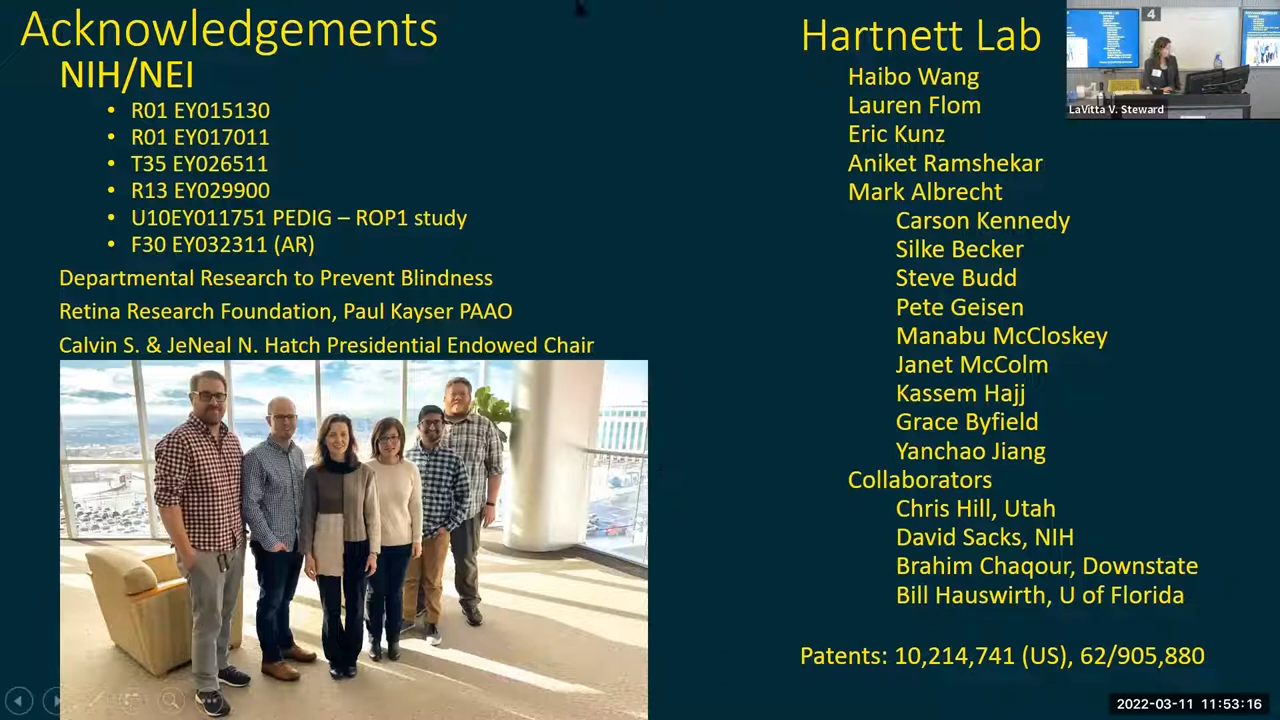 Acknowledgements
NIH/NEI
• R01 EY015130
• R01 EY017011
• T35 EY026511
• R13 EY029900
• U10EY011751 PEDIG – ROP1 study
• F30 EY032311 (AR)
Departmental Research to Prevent Blindness
Retina Research Foundation, Paul Kayser PAAO
Calvin S. & JeNeal N. Hatch Presidential Endowed Chair
Hartnett Lab
Haibo Wang
Lauren Flom
Eric Kunz
Aniket Ramshekar
Mark Albrecht
Carson Kennedy
Silke Becker
Steve Budd
Pete Geisen
Manabu McCloskey
Janet McColm
Kassem Hajj
Grace Byfield
Yanchao Jiang
Collaborators
Chris Hill, Utah
David Sacks, NIH
Brahim Chaqour, Downstate
Bill Hauswirth, U of Florida
Patents: 10,214,741 (US), 62/905,880
4
LaVitta V. Steward
2022-03-11 11:53:16